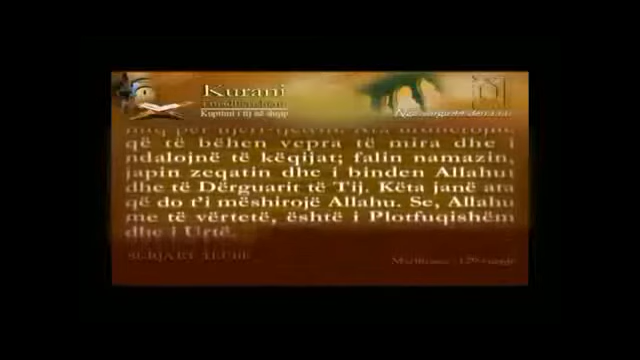 Kurani
Kuptimi i tij në shqip
që të bëhen vepra të mira dhe i
ndalojnë të këqijat; falin namazin,
japin zeqatin dhe i binden Allahut
dhe të Dërguarit të Tij. Këta janë ata
që do t'i mëshirojë Allahu. Se, Allahu
me të vërtetë, është i Plotfuqishëm
dhe i Urtë.